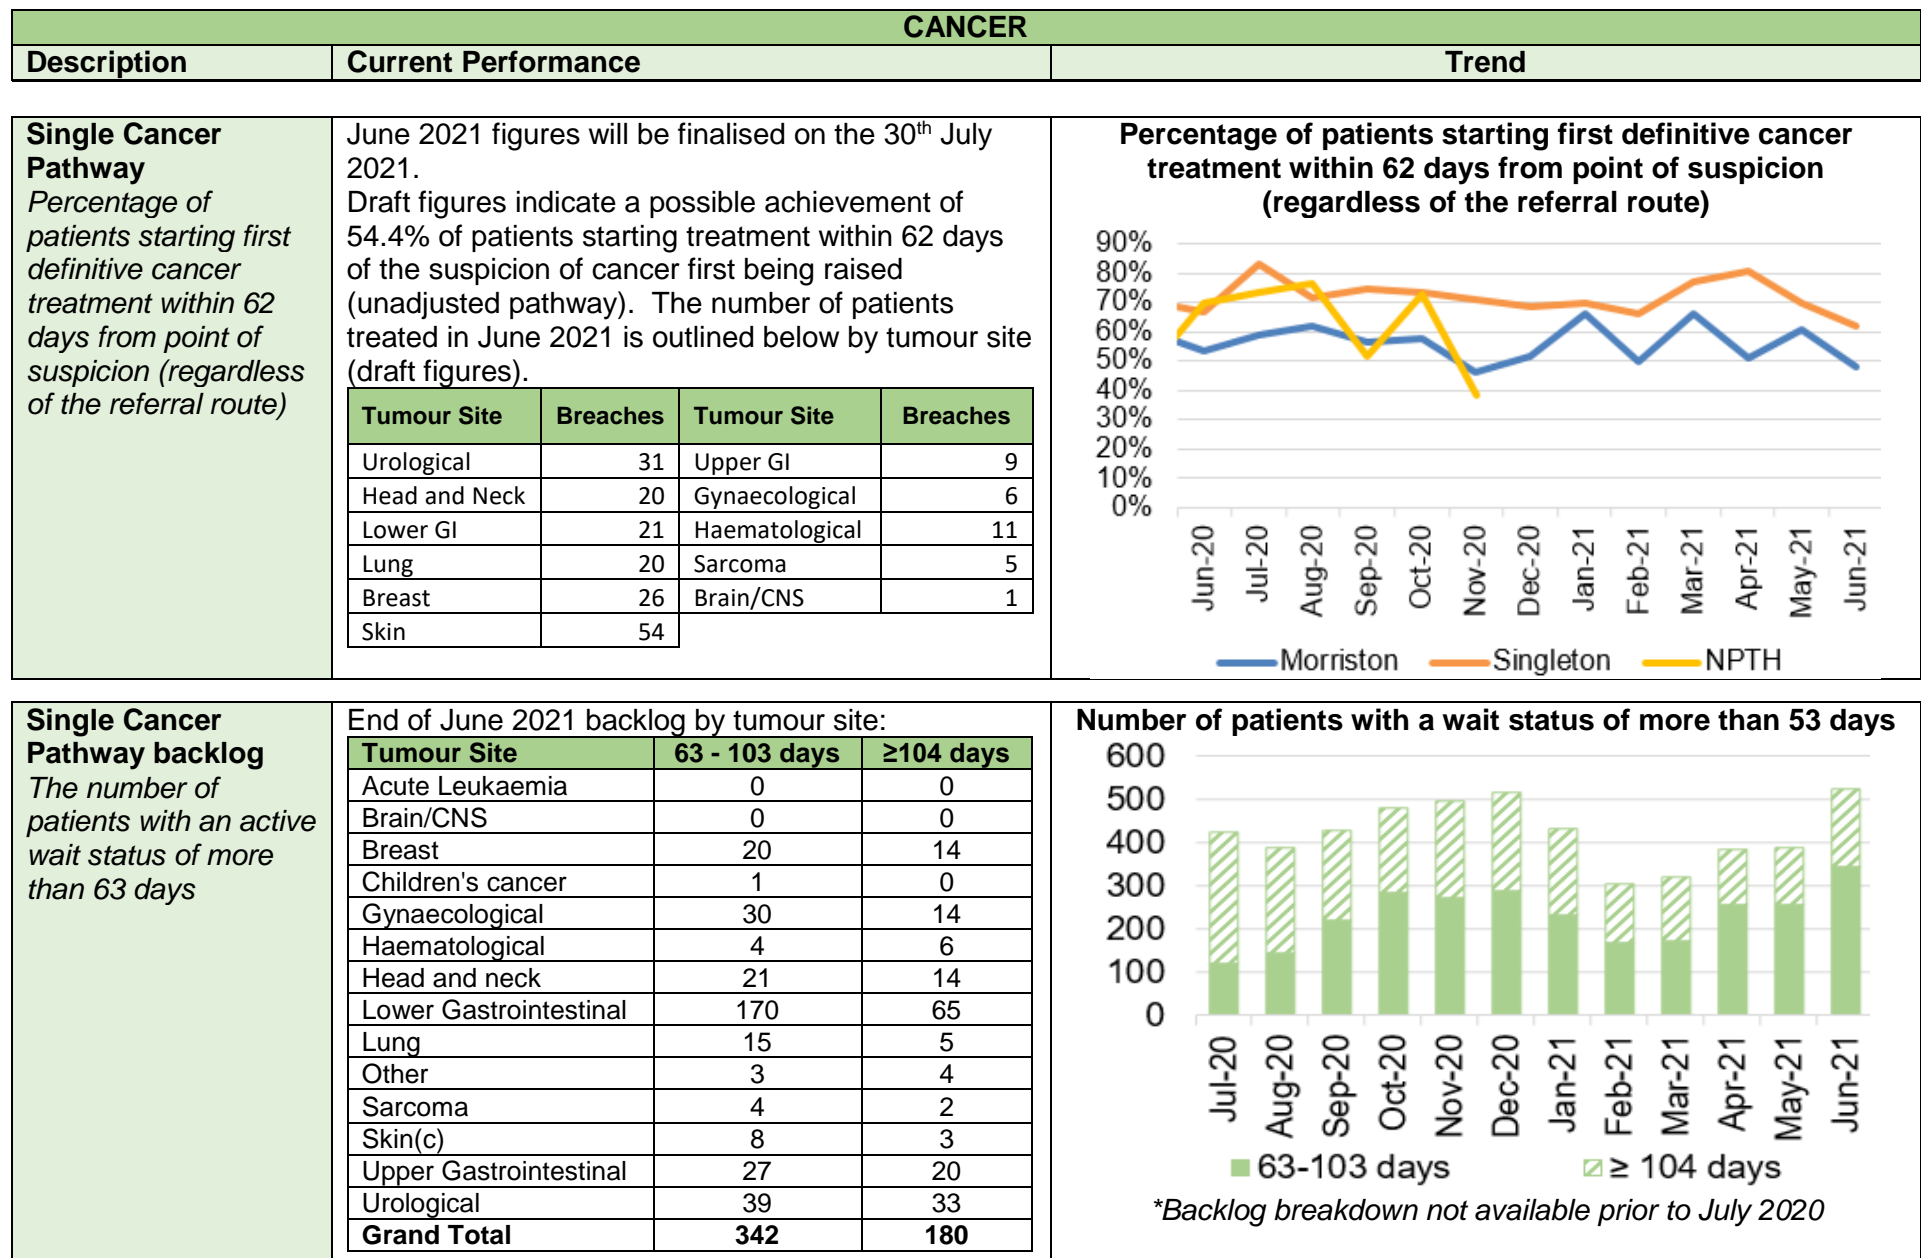 CANCER
Description Current Performance Trend
Single Cancer
Pathway
Percentage of
patients starting first
definitive cancer
treatment within 62
days from point of
suspicion (regardless
of the referral route)
June 2021 figures will be finalised on the 30th July
2021.
Draft figures indicate a possible achievement of
54.4% of patients starting treatment within 62 days
of the suspicion of cancer first being raised
(unadjusted pathway). The number of patients
treated in June 2021 is outlined below by tumour site
(draft figures).
Tumour Site Breaches Tumour Site Breaches
Urological 31 Upper GI 9
Head and Neck 20 Gynaecological 6
Lower GI 21 Haematological 11
Lung 20 Sarcoma 5
Breast 26 Brain/CNS 1
Skin 54
Percentage of patients starting first definitive cancer
treatment within 62 days from point of suspicion
(regardless of the referral route)
90%
80%
70%
60%
50%
40%
30%
20%
10%
0%
Jun-20 Jul-20 Aug-20 Sep-20 Oct-20 Nov-20 Dec-20 Jan-21 Feb-21 Mar-21 Apr-21 May-21 Jun-21
Morriston Singleton NPTH
Single Cancer
Pathway backlog
The number of
patients with an active
wait status of more
than 63 days
End of June 2021 backlog by tumour site:
Tumour Site 63 - 103 days ≥104 days
Acute Leukaemia 0 0
Brain/CNS 0 0
Breast 20 14
Children's cancer 1 0
Gynaecological 30 14
Haematological 4 6
Head and neck 21 14
Lower Gastrointestinal 170 65
Lung 15 5
Other 3 4
Sarcoma 4 2
Skin(c) 8 3
Upper Gastrointestinal 27 20
Urological 39 33
Grand Total 342 180
Number of patients with a wait status of more than 53 days
600
500
400
300
200
100
0
Jul-20 Aug-20 Sep-20 Oct-20 Nov-20 Dec-20 Jan-21 Feb-21 Mar-21 Apr-21 May-21 Jun-21
63-103 days ≥ 104 days
*Backlog breakdown not available prior to July 2020